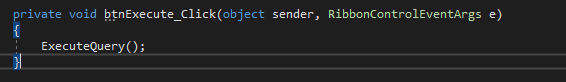 private void btnExecute_Click(object sender, RibbonControlEventArgs e)
{
ExecuteQuery();
}